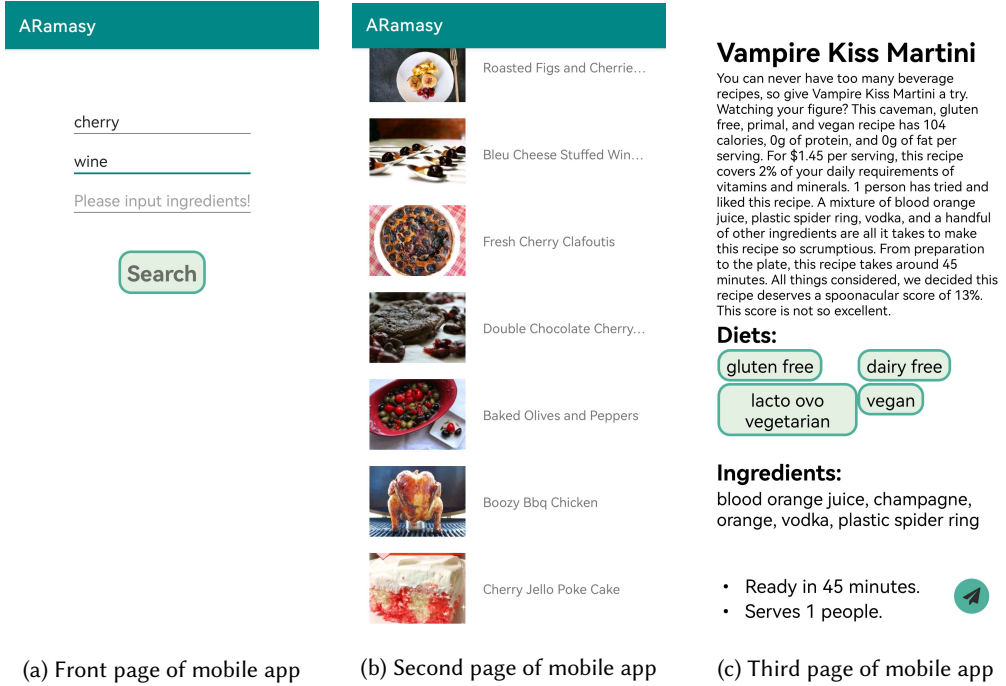 ARamasy
cherry
wine
Please input ingredients!
Search
(a) Front page of mobile app
ARamasy
Roasted Figs and Cherrie...
Bleu Cheese Stuffed Win...
Fresh Cherry Clafoutis
Double Chocolate Cherry...
Baked Olives and Peppers
Boozy Bbq Chicken
Cherry Jello Poke Cake
(b) Second page of mobile app
Vampire Kiss Martini
You can never have too many beverage
recipes, so give Vampire Kiss Martini a try.
Watching your figure? This caveman, gluten
free, primal, and vegan recipe has 104
calories, 0g of protein, and 0g of fat per
serving. For $1.45 per serving, this recipe
covers 2% of your daily requirements of
vitamins and minerals. 1 person has tried and
liked this recipe. A mixture of blood orange
juice, plastic spider ring, vodka, and a handful
of other ingredients are all it takes to make
this recipe so scrumptious. From preparation
to the plate, this recipe takes around 45
minutes. All things considered, we decided this
recipe deserves a spoonacular score of 13%.
This score is not so excellent.
Diets:
gluten free
dairy free
lacto ovo
vegetarian
vegan
Ingredients:
blood orange juice, champagne,
orange, vodka, plastic spider ring
• Ready in 45 minutes.
• Serves 1 people.
(c) Third page of mobile app